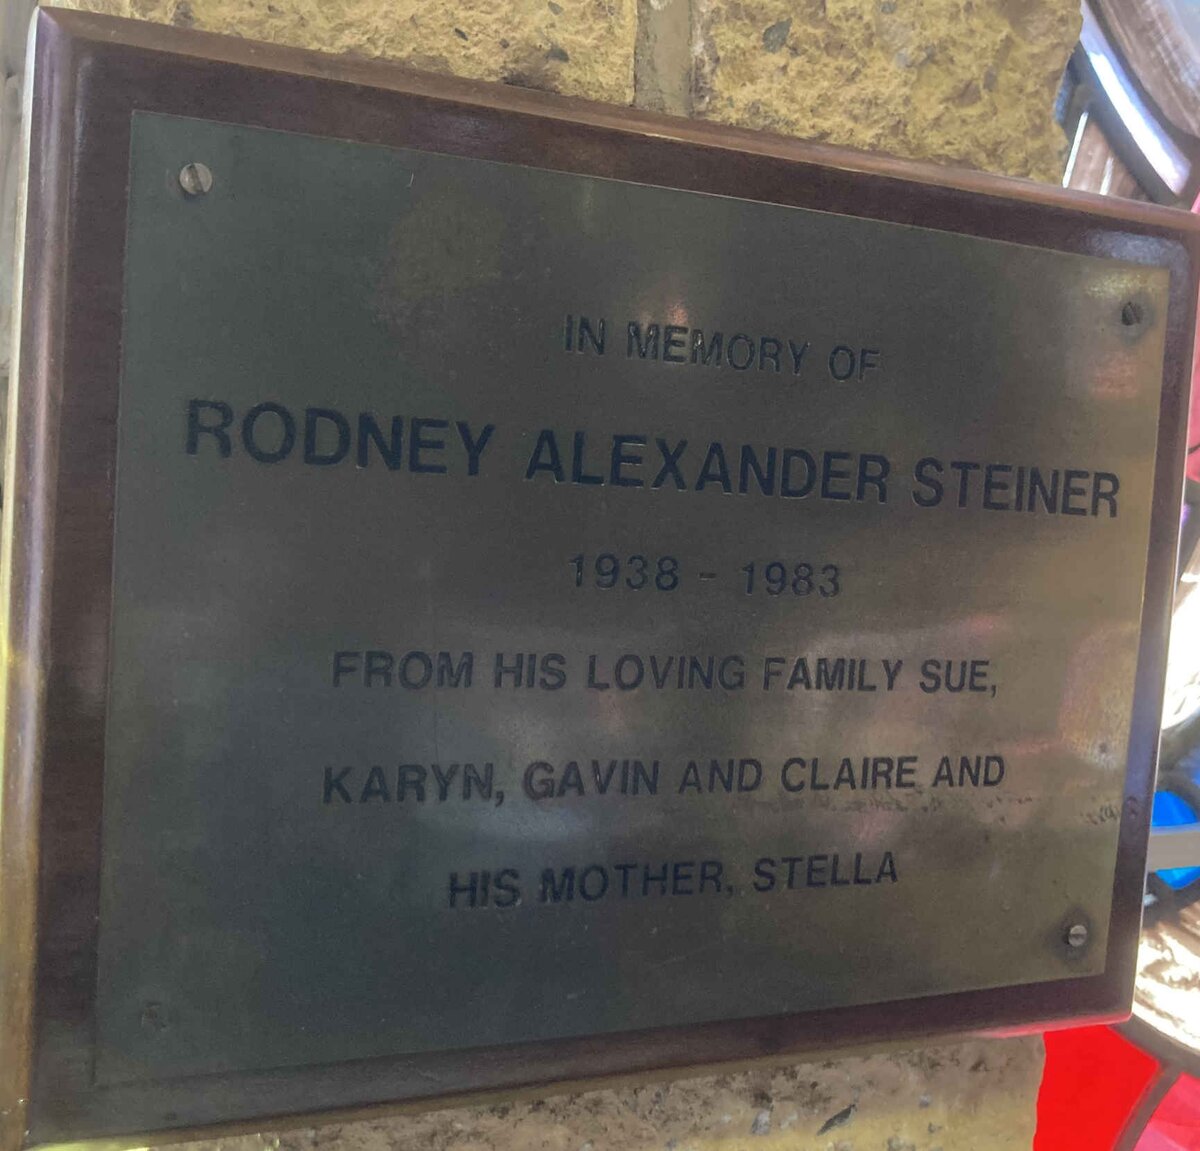 IN MEMORY OF
RODNEY ALEXANDER STEINER
1938 - 1983
FROM HIS LOVING FAMILY SUE,
KARYN, GAVIN AND CLAIRE AND
HIS MOTHER, STELLA